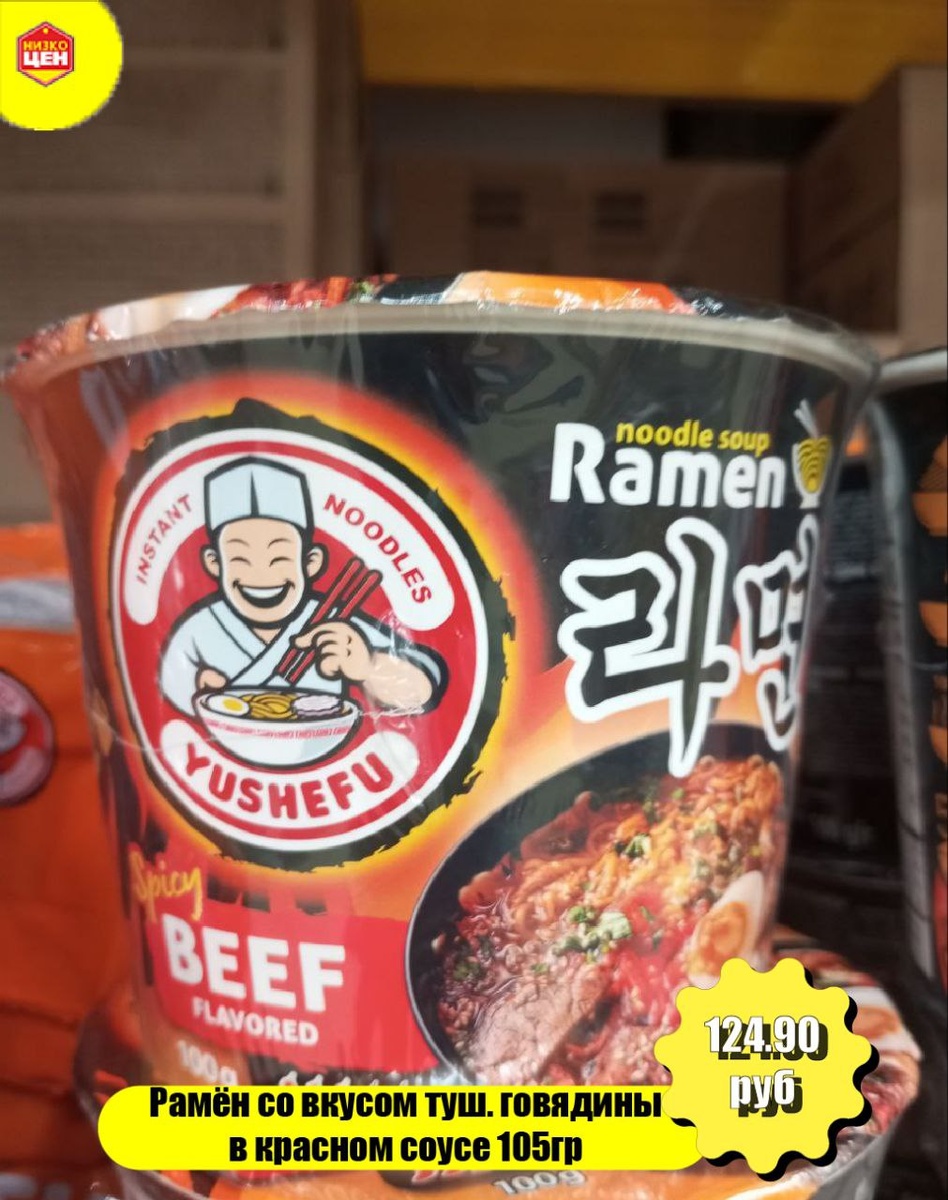 НИЗКО
ЦЕН
noodle soup
Ramen
라면
INSTANT NOODLES
YUSHEFU
Spicy
BEEF
FLAVORED
100g
124.90
руб
Рамён со вкусом туш. говядины
в красном соусе 105гр
100g